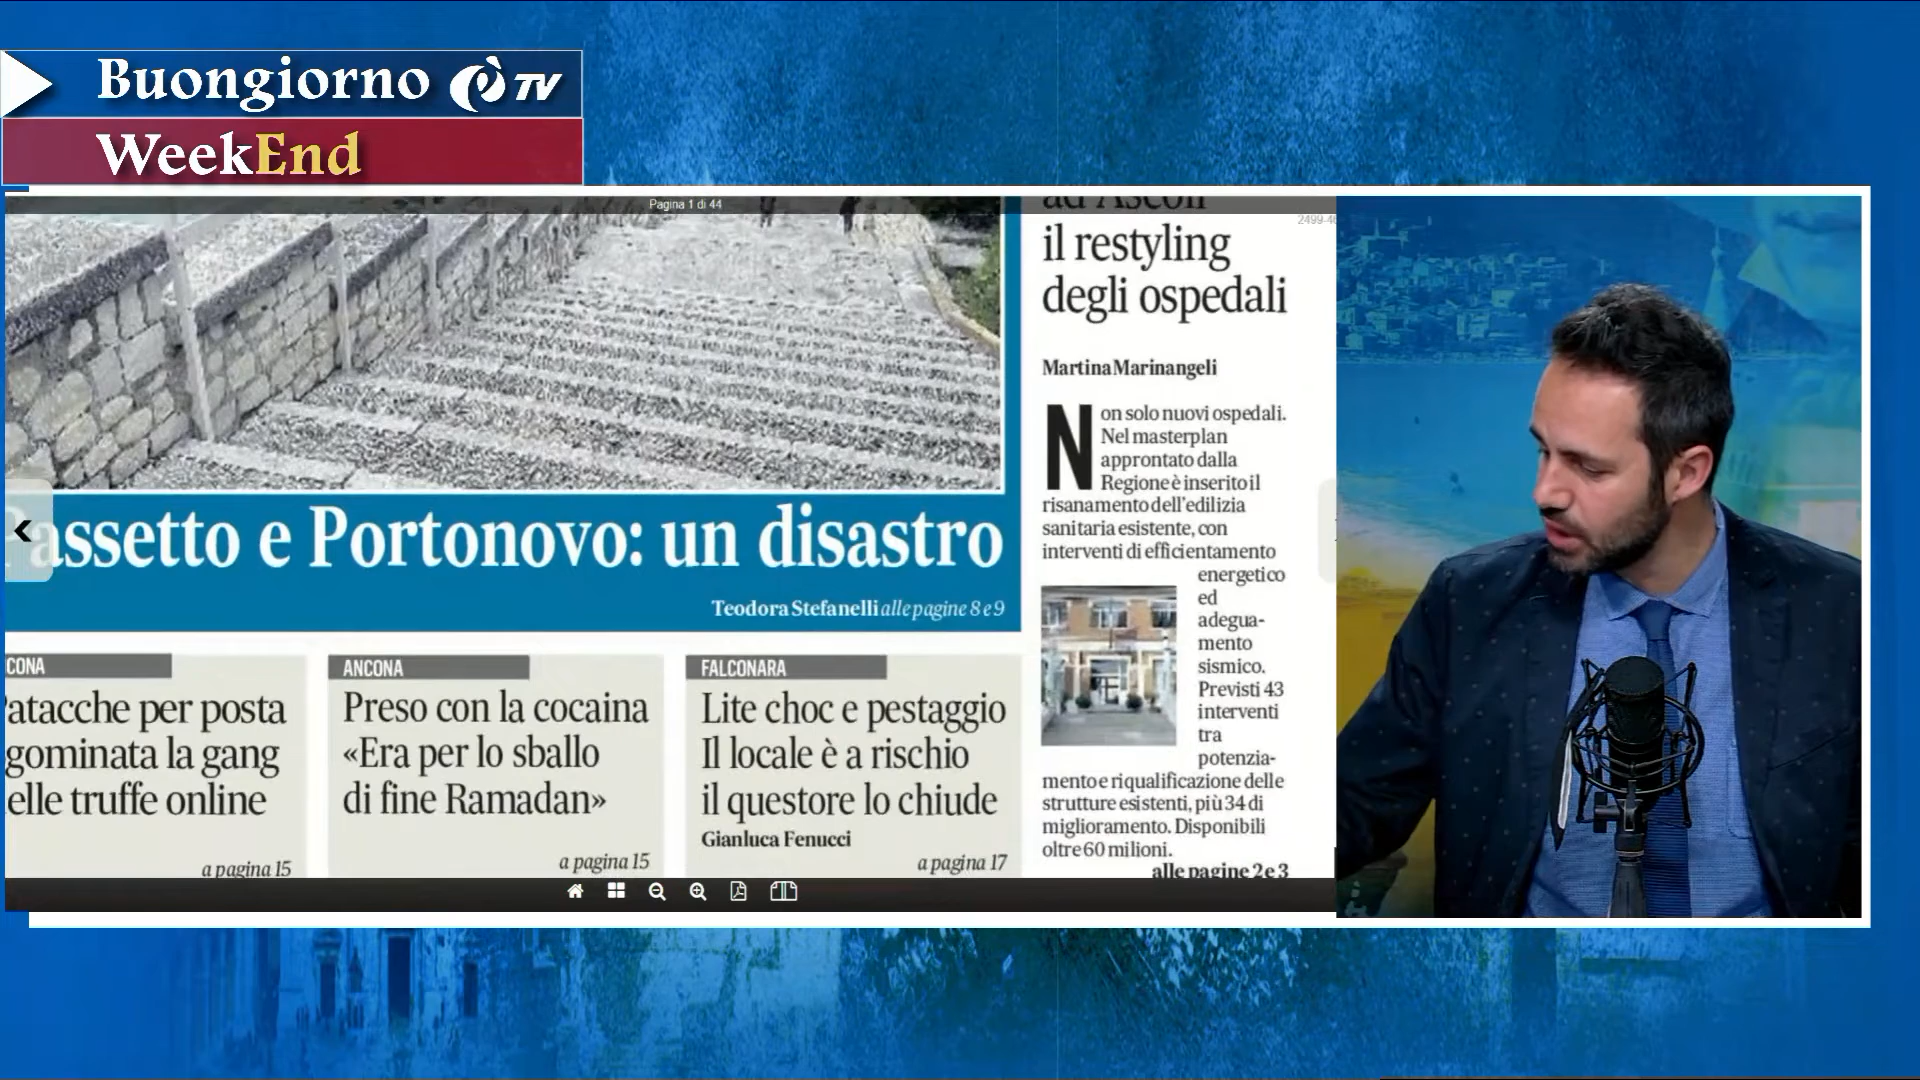 Buongiorno è TV
WeekEnd
Pagina 1 di 44
ad Ascoli
il restyling
degli ospedali
Martina Marinangeli
Non solo nuovi ospedali.
Nel masterplan
approntato dalla
Regione è inserito il
risanamento dell'edilizia
sanitaria esistente, con
interventi di efficientamento
energetico
ed
adegua-
mento
sismico.
Previsti 43
interventi
tra
potenzia-
mento e riqualificazione delle
strutture esistenti, più 34 di
miglioramento. Disponibili
oltre 60 milioni.
alle pagine 2 e 3
Passetto e Portonovo: un disastro
Teodora Stefanelli alle pagine 8 e 9
CONA
Patacche per posta
gominata la gang
elle truffe online
a pagina 15
ANCONA
Preso con la cocaina
«Era per lo sballo
di fine Ramadan»
a pagina 15
FALCONARA
Lite choc e pestaggio
Il locale è a rischio
il questore lo chiude
Gianluca Fenucci
a pagina 17